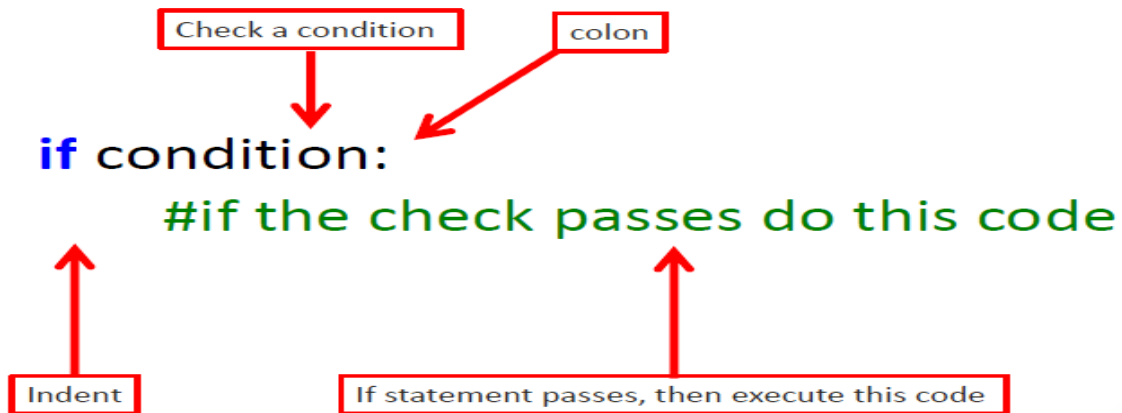 Check a condition
colon
if condition:
#if the check passes do this code
Indent
If statement passes, then execute this code